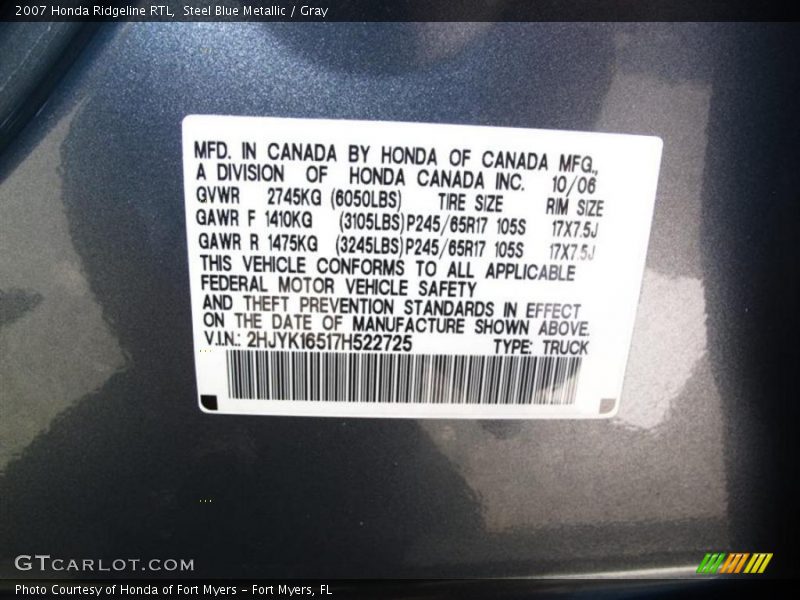 2007 Honda Ridgeline RTL, Steel Blue Metallic / Gray
MFD. IN CANADA BY HONDA OF CANADA MFG.,
A DIVISION OF HONDA CANADA INC. 10/06
GVWR 2745KG (6050LBS) TIRE SIZE RIM SIZE
GAWR F 1410KG (3105LBS) P245/65R17 105S 17X7.5J
GAWR R 1475KG (3245LBS) P245/65R17 105S 17X7.5J
THIS VEHICLE CONFORMS TO ALL APPLICABLE
FEDERAL MOTOR VEHICLE SAFETY
AND THEFT PREVENTION STANDARDS IN EFFECT
ON THE DATE OF MANUFACTURE SHOWN ABOVE.
V.I.N.: 2HJYK16517H522725 TYPE: TRUCK
GTCARLOT.COM
Photo Courtesy of Honda of Fort Myers - Fort Myers, FL